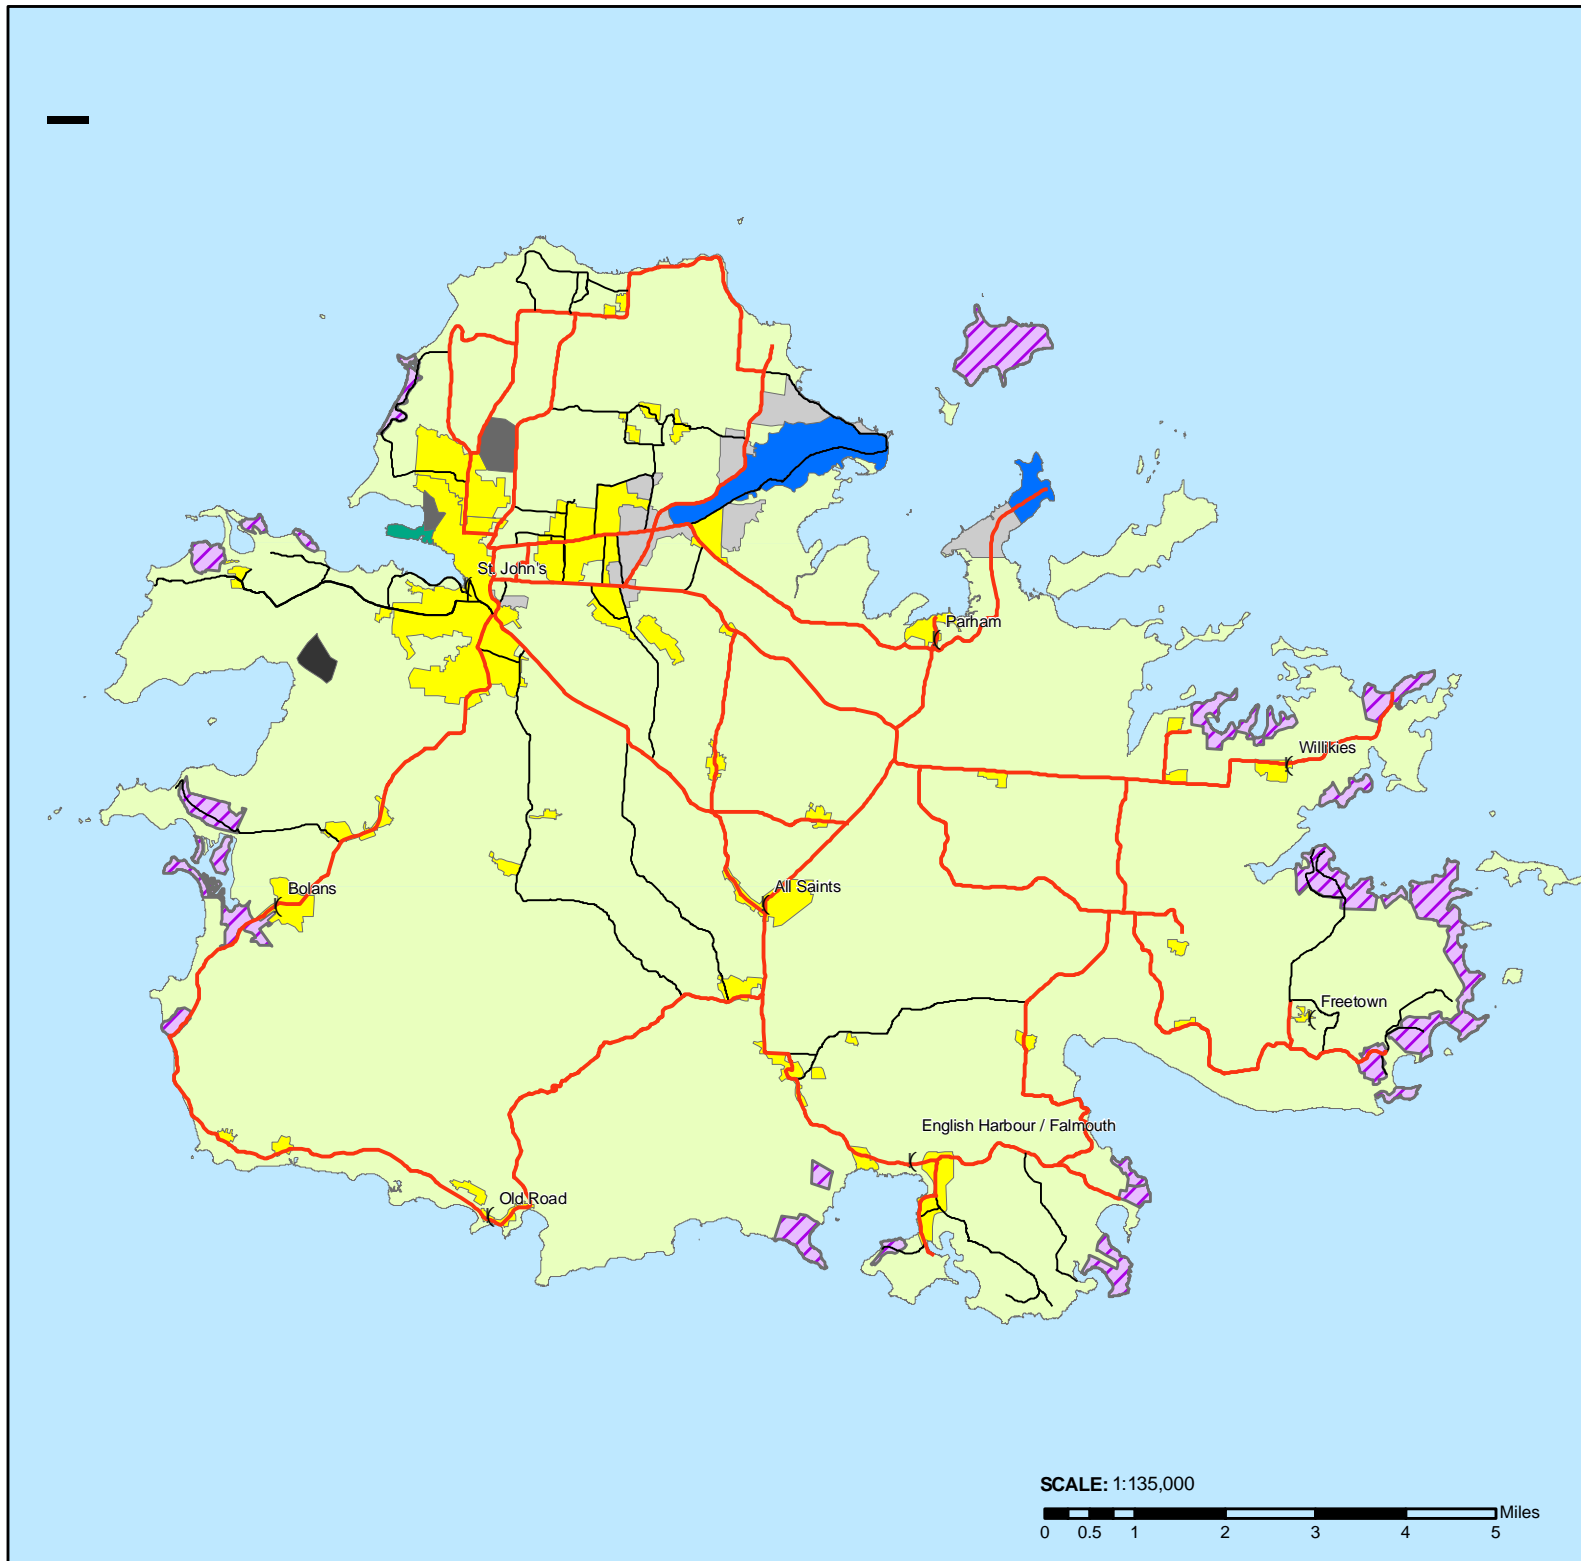 St. John's
Parham
Willikies
Bolans
All Saints
Freetown
English Harbour / Falmouth
Old Road
SCALE: 1:135,000
Miles
0 0.5 1 2 3 4 5